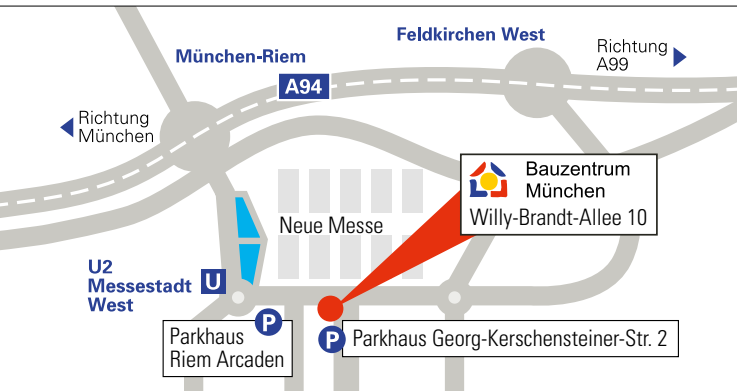 Feldkirchen West
Richtung
A99
München-Riem
A94
Richtung
München
Bauzentrum
München
Willy-Brandt-Allee 10
Neue Messe
U2
Messestadt
West
U
P
Parkhaus
Riem Arcaden
P
Parkhaus Georg-Kerschensteiner-Str. 2